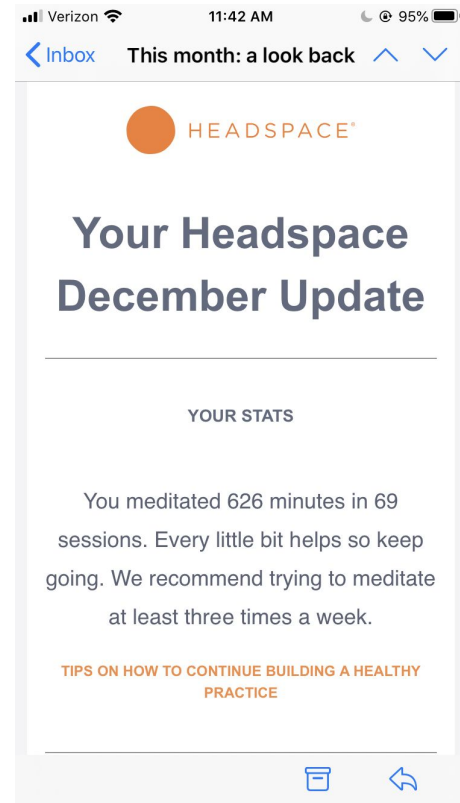 Verizon 11:42 AM 95%
Inbox This month: a look back
HEADSPACE®
Your Headspace
December Update
YOUR STATS
You meditated 626 minutes in 69
sessions. Every little bit helps so keep
going. We recommend trying to meditate
at least three times a week.
TIPS ON HOW TO CONTINUE BUILDING A HEALTHY
PRACTICE